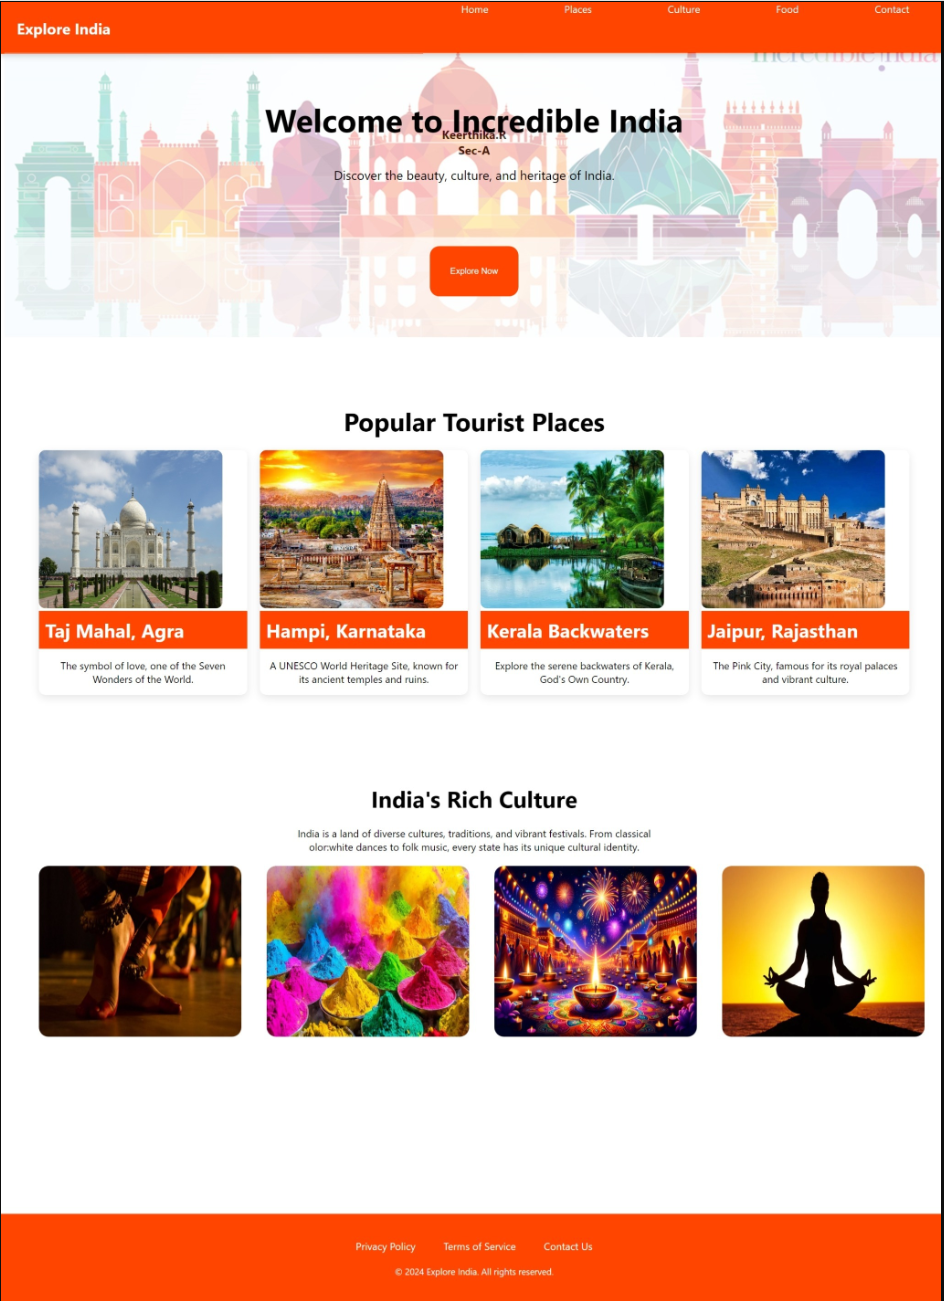 Home Places Culture Food Contact
Explore India
Incredible India
Welcome to Incredible India
Keerthika.R
Sec-A
Discover the beauty, culture, and heritage of India.
Explore Now
Popular Tourist Places
Taj Mahal, Agra
The symbol of love, one of the Seven
Wonders of the World.
Hampi, Karnataka
A UNESCO World Heritage Site, known for
its ancient temples and ruins.
Kerala Backwaters
Explore the serene backwaters of Kerala,
God's Own Country.
Jaipur, Rajasthan
The Pink City, famous for its royal palaces
and vibrant culture.
India's Rich Culture
India is a land of diverse cultures, traditions, and vibrant festivals. From classical
olor:white dances to folk music, every state has its unique cultural identity.
Privacy Policy Terms of Service Contact Us
© 2024 Explore India. All rights reserved.